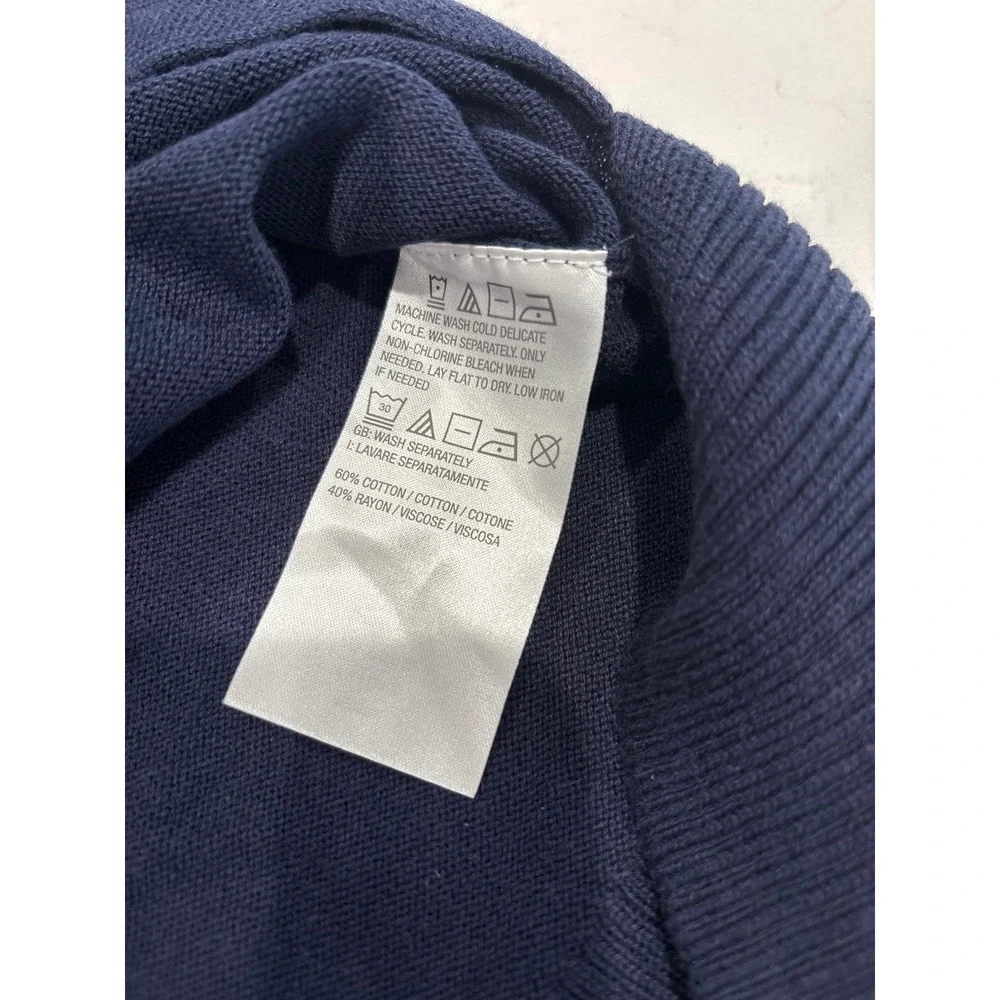 MACHINE WASH COLD DELICATE
CYCLE. WASH SEPARATELY. ONLY
NON-CHLORINE BLEACH WHEN
NEEDED. LAY FLAT TO DRY. LOW IRON
IF NEEDED
30
GB: WASH SEPARATELY
I: LAVARE SEPARATAMENTE
60% COTTON / COTTON / COTONE
40% RAYON / VISCOSE / VISCOSA